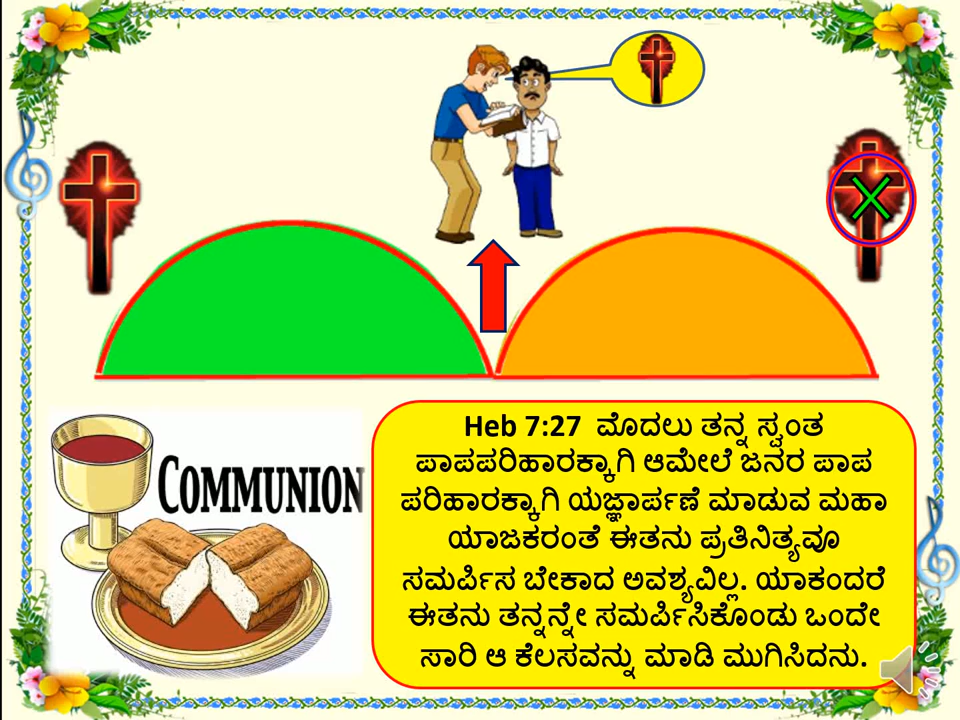 COMMUNION
Heb 7:27 ಮೊದಲು ತನ್ನ ಸ್ವಂತ
ಪಾಪಪರಿಹಾರಕ್ಕಾಗಿ ಆಮೇಲೆ ಜನರ ಪಾಪ
ಪರಿಹಾರಕ್ಕಾಗಿ ಯಜ್ಞಾರ್ಪಣೆ ಮಾಡುವ ಮಹಾ
ಯಾಜಕರಂತೆ ಈತನು ಪ್ರತಿನಿತ್ಯವೂ
ಸಮರ್ಪಿಸ ಬೇಕಾದ ಅವಶ್ಯವಿಲ್ಲ. ಯಾಕಂದರೆ
ಈತನು ತನ್ನನ್ನೇ ಸಮರ್ಪಿಸಿಕೊಂಡು ಒಂದೇ
ಸಾರಿ ಆ ಕೆಲಸವನ್ನು ಮಾಡಿ ಮುಗಿಸಿದನು.